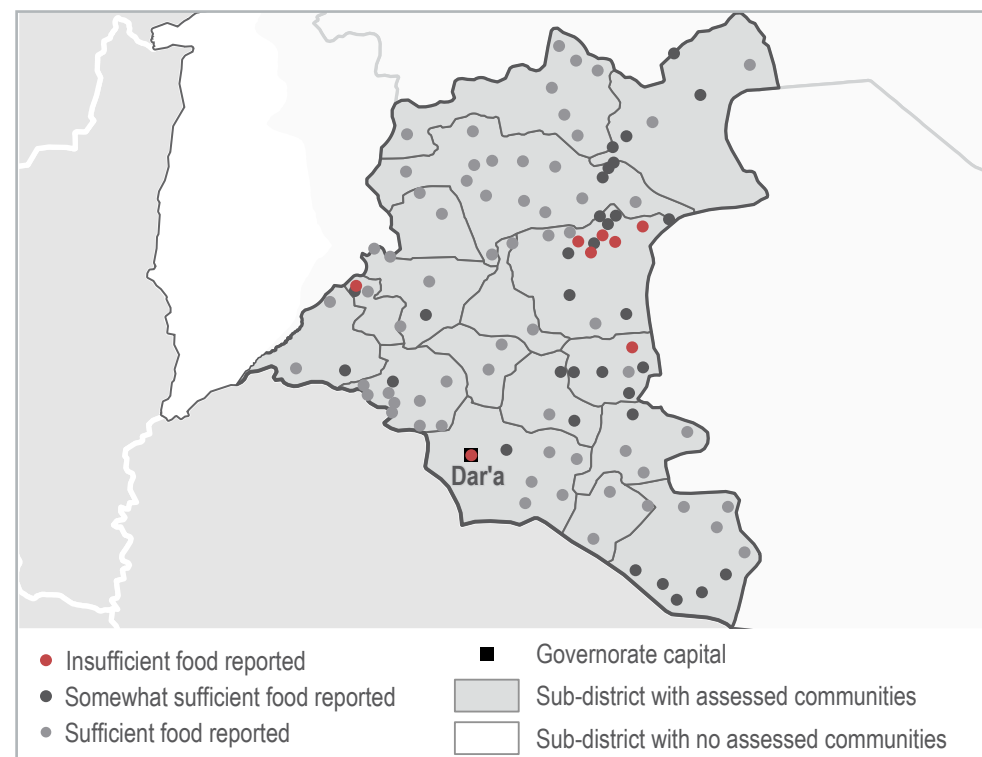 Dar'a
Insufficient food reported
Somewhat sufficient food reported
Sufficient food reported
Governorate capital
Sub-district with assessed communities
Sub-district with no assessed communities